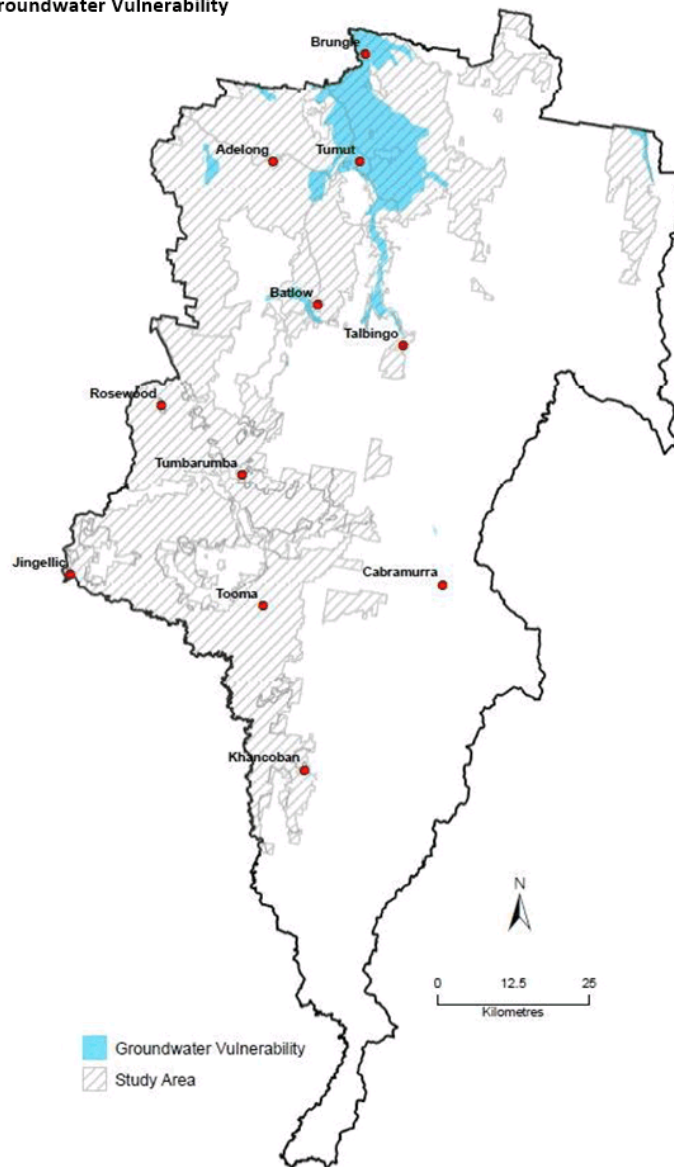 roundwater Vulnerability
Brungle
Adelong
Tumut
Batlow
Talbingo
Rosewood
Tumbarumba
Jingellic
Cabramurra
Tooma
Khancoban
N
0 12.5 25
Kilometres
Groundwater Vulnerability
Study Area